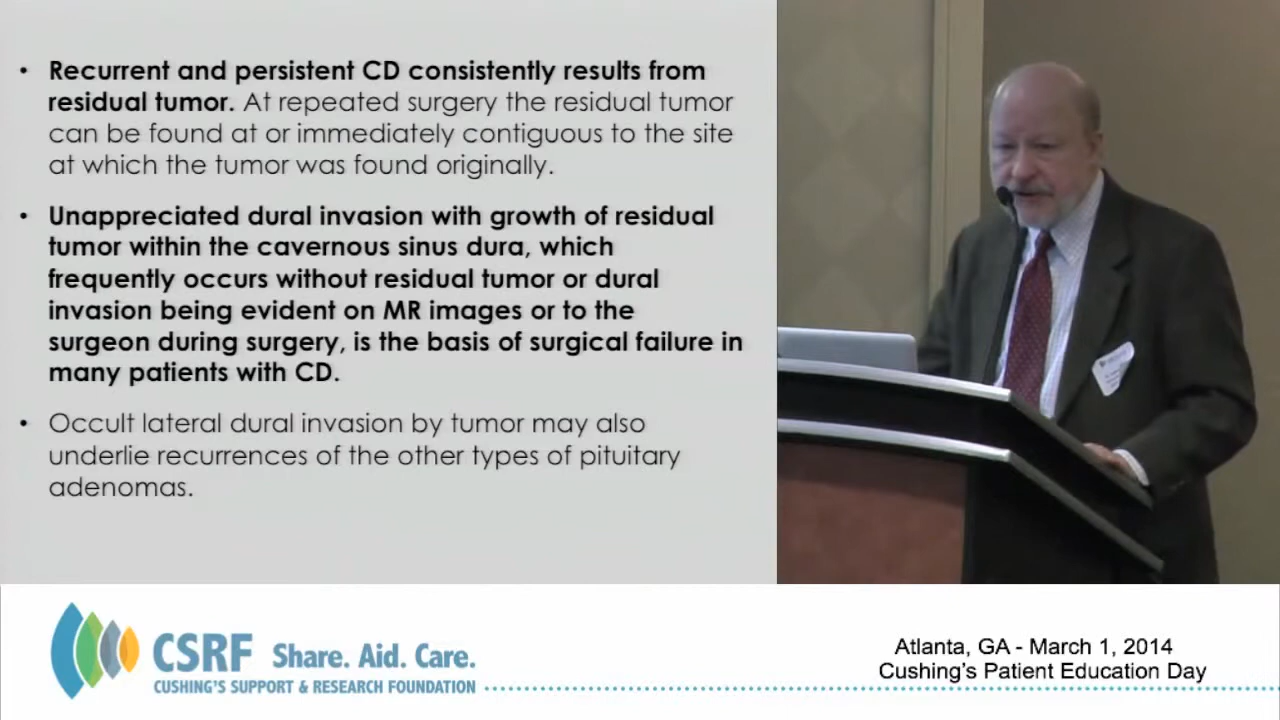 • Recurrent and persistent CD consistently results from
residual tumor. At repeated surgery the residual tumor
can be found at or immediately contiguous to the site
at which the tumor was found originally.
• Unappreciated dural invasion with growth of residual
tumor within the cavernous sinus dura, which
frequently occurs without residual tumor or dural
invasion being evident on MR images or to the
surgeon during surgery, is the basis of surgical failure in
many patients with CD.
• Occult lateral dural invasion by tumor may also
underlie recurrences of the other types of pituitary
adenomas.
CSRF Share. Aid. Care.
CUSHING'S SUPPORT & RESEARCH FOUNDATION
Atlanta, GA - March 1, 2014
Cushing's Patient Education Day